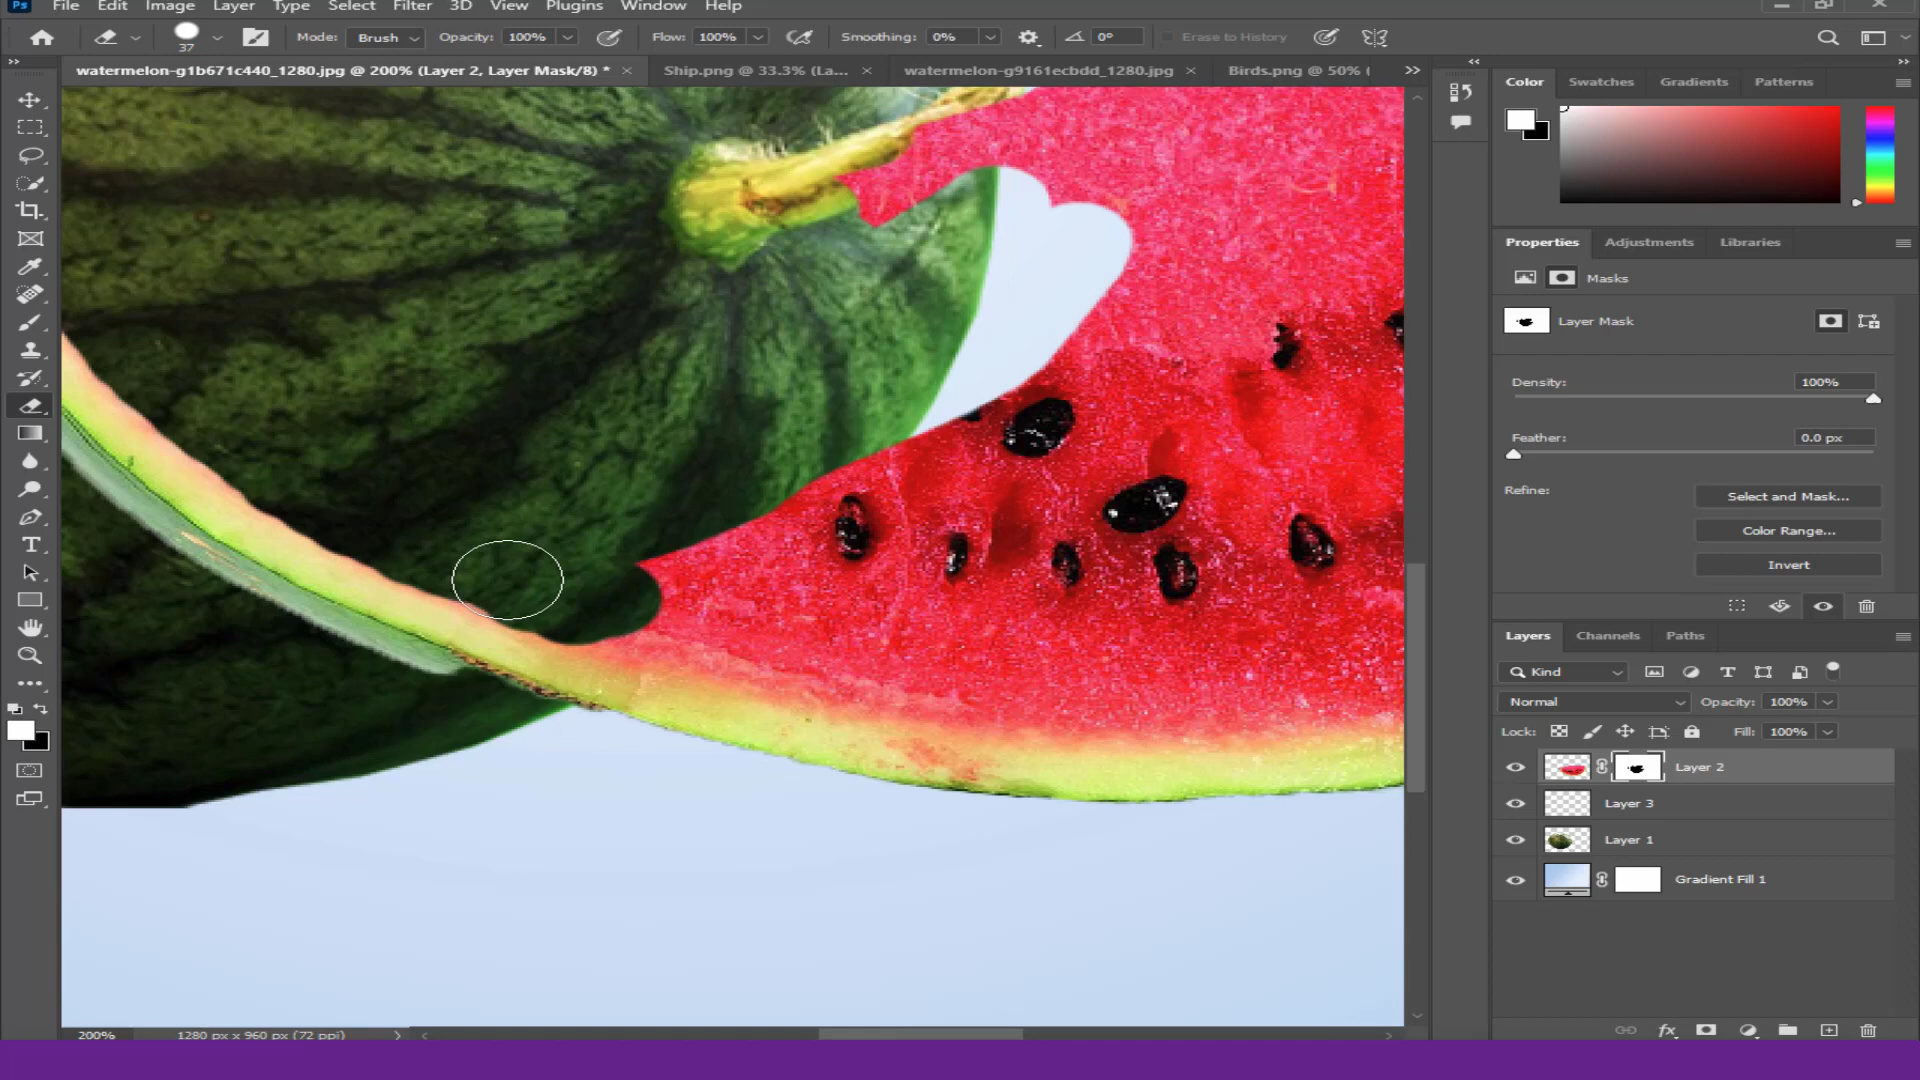 Ps File Edit Image Layer Type Select Filter 3D View Plugins Window Help
37 Mode: Brush Opacity: 100% Flow: 100% Smoothing: 0% 0° Erase to History
watermelon-g1b671c440_1280.jpg @ 200% (Layer 2, Layer Mask/8) * Ship.png @ 33.3% (La... watermelon-g9161ecbdd_1280.jpg Birds.png @ 50% (
Color Swatches Gradients Patterns
Properties Adjustments Libraries
Masks
Layer Mask
Density: 100%
Feather: 0.0 px
Refine: Select and Mask...
Color Range...
Invert
Layers Channels Paths
Kind
Normal Opacity: 100%
Lock: Fill: 100%
Layer 2
Layer 3
Layer 1
Gradient Fill 1
fx
200% 1280 px x 960 px (72 ppi)